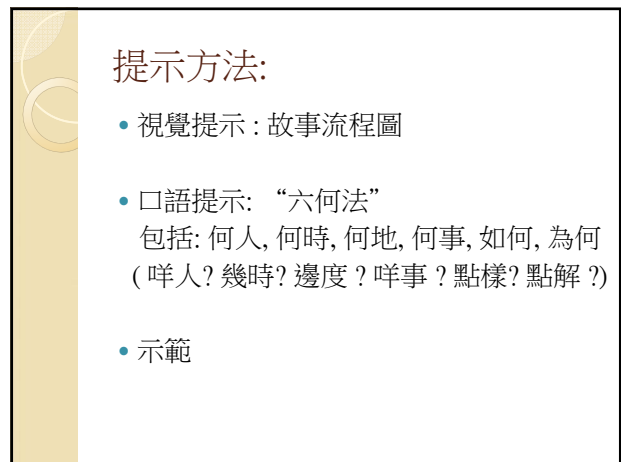 提示方法:
• 視覺提示 : 故事流程圖
• 口語提示: “六何法”
包括: 何人, 何時, 何地, 何事, 如何, 為何
( 咩人? 幾時? 邊度 ? 咩事 ? 點樣? 點解 ?)
• 示範